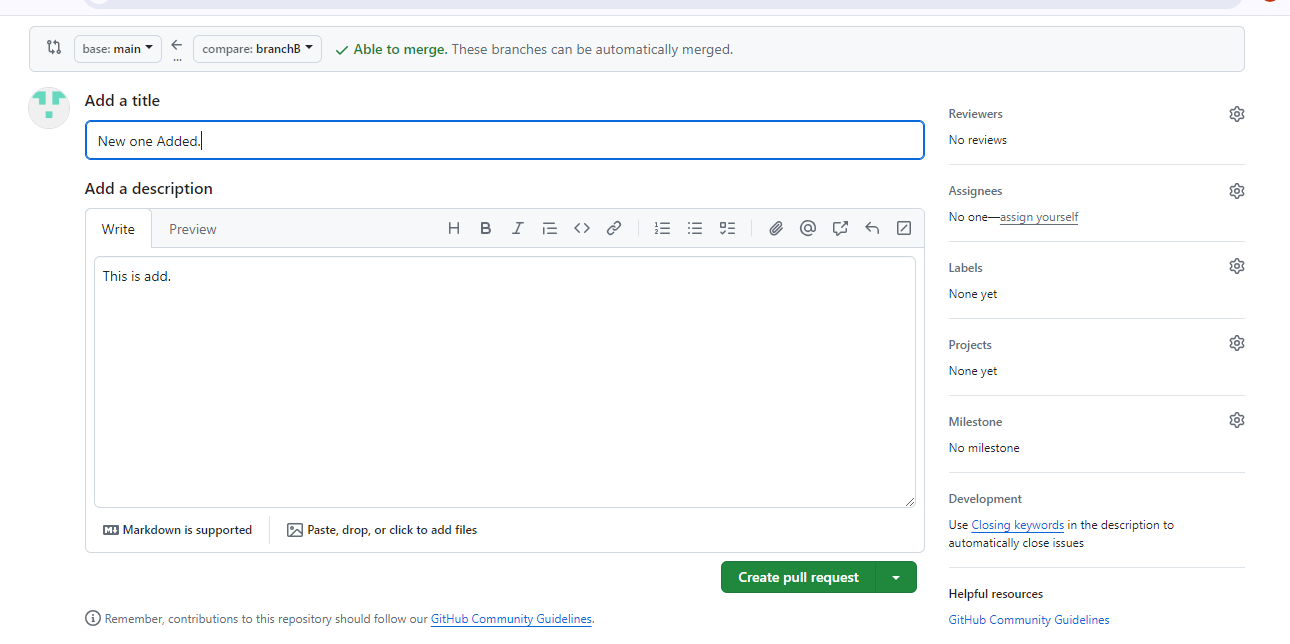 base: main
...
compare: branchB
Able to merge. These branches can be automatically merged.
Add a title
New one Added.
Add a description
Write
Preview
H B I
This is add.
Markdown is supported
Paste, drop, or click to add files
Create pull request
Remember, contributions to this repository should follow our GitHub Community Guidelines.
Reviewers
No reviews
Assignees
No one—assign yourself
Labels
None yet
Projects
None yet
Milestone
No milestone
Development
Use Closing keywords in the description to
automatically close issues
Helpful resources
GitHub Community Guidelines